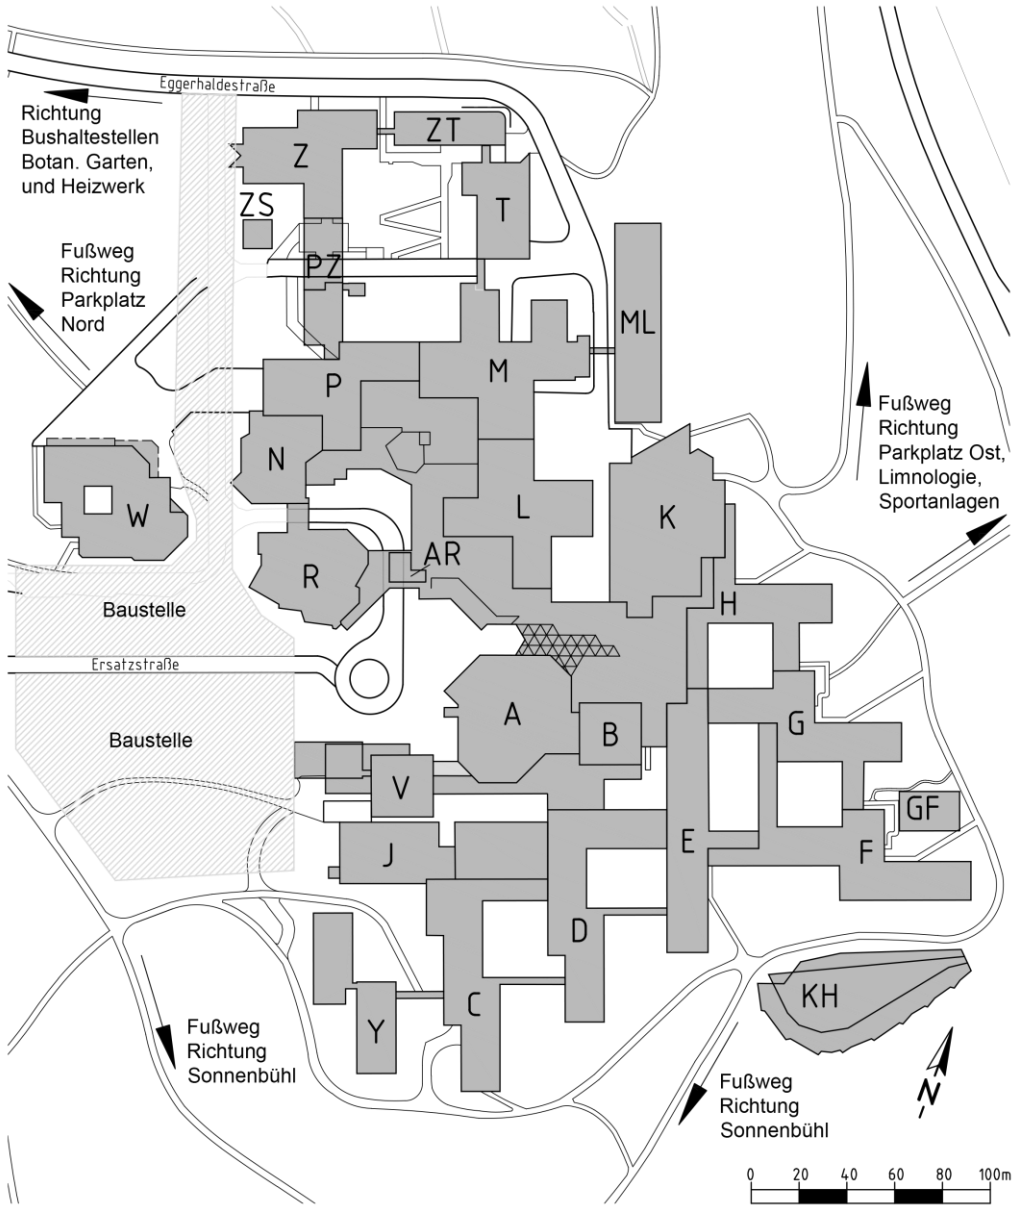 Eggerhaldestraße
Richtung
Bushaltestellen
Botan. Garten,
und Heizwerk
Z
ZT
ZS
T
Fußweg
Richtung
Parkplatz
Nord
PZ
ML
P
M
Fußweg
Richtung
Parkplatz Ost,
Limnologie,
Sportanlagen
N
W
L
K
R
AR
H
Baustelle
Ersatzstraße
Baustelle
A
B
G
V
GF
J
E
F
D
C
Y
KH
Fußweg
Richtung
Sonnenbühl
Fußweg
Richtung
Sonnenbühl
N
0 20 40 60 80 100m